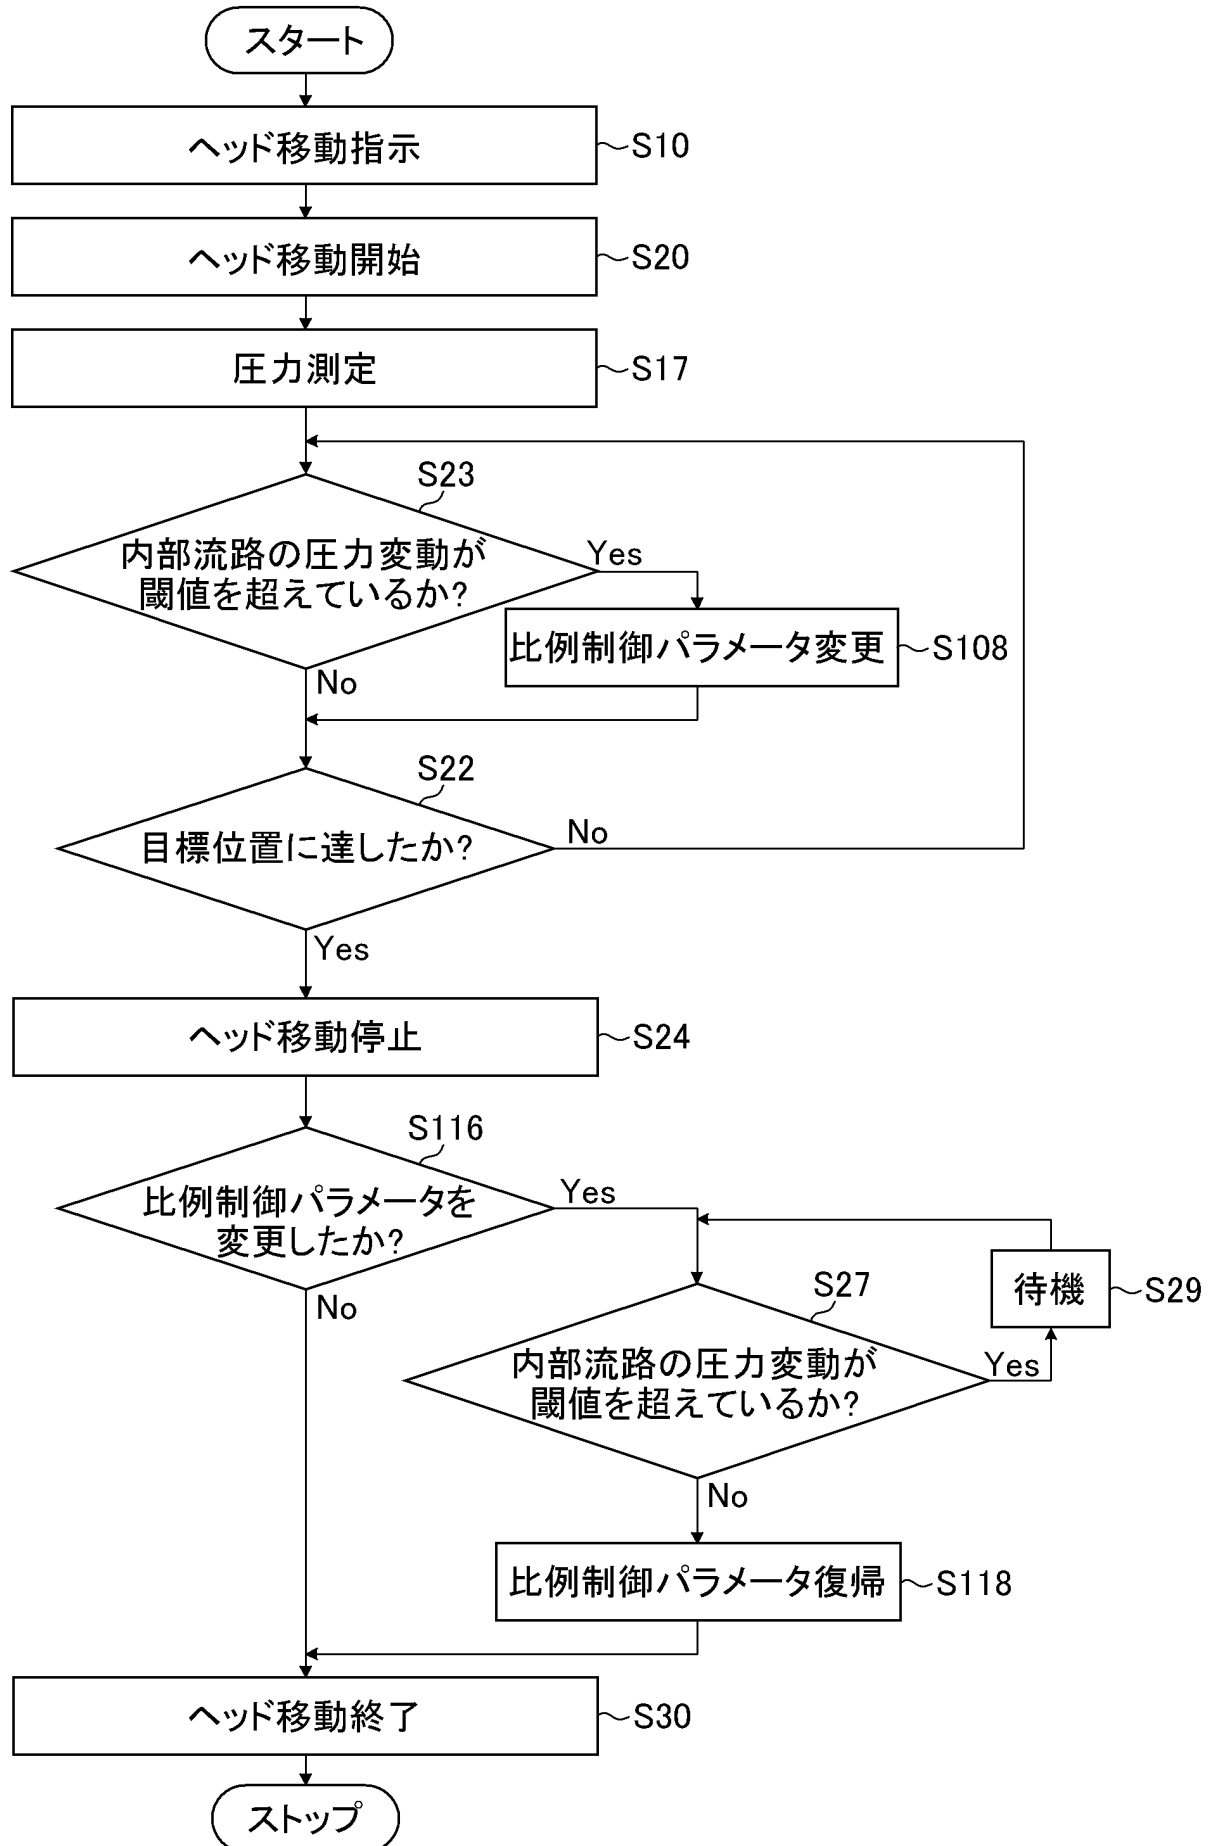 スタート
ヘッド移動指示
S10
ヘッド移動開始
S20
圧力測定
S17
S23
内部流路の圧力変動が
閾値を超えているか?
Yes
比例制御パラメータ変更
S108
No
S22
目標位置に達したか?
No
Yes
ヘッド移動停止
S24
S116
比例制御パラメータを
変更したか?
Yes
No
S27
待機
S29
内部流路の圧力変動が
閾値を超えているか?
Yes
No
比例制御パラメータ復帰
S118
ヘッド移動終了
S30
ストップ